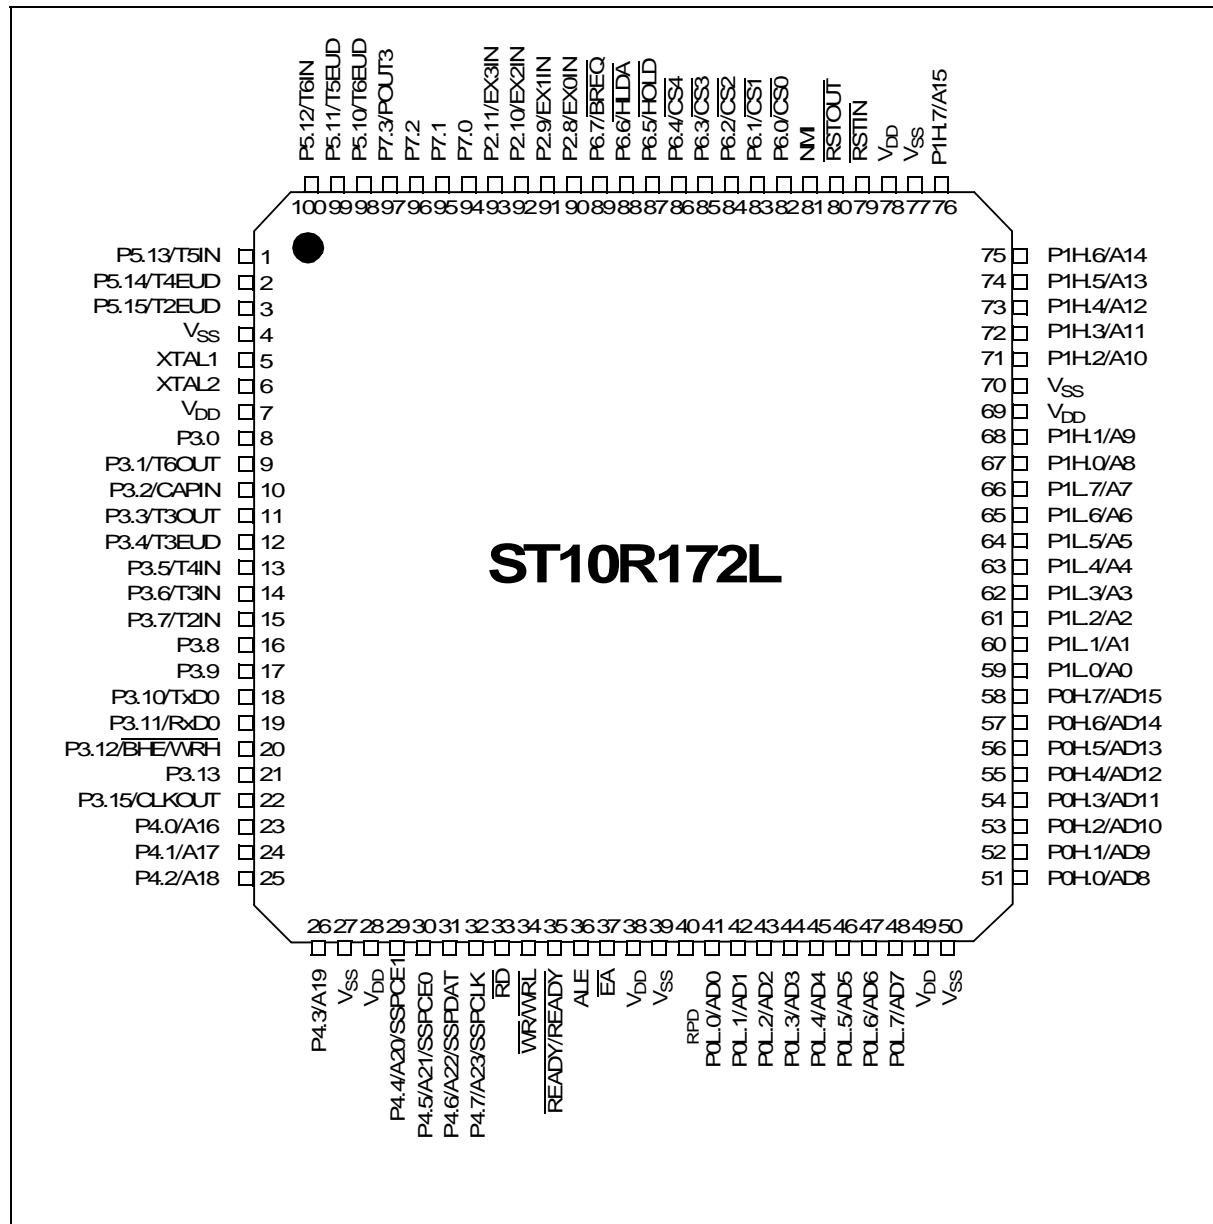 P5.12/T6IN
P5.11/T5EUD
P5.10/T6EUD
P7.3/POUT3
P7.2
P7.1
P7.0
P2.11/EX3IN
P2.10/EX2IN
P2.9/EX1IN
P2.8/EX0IN
P6.7/BREQ
P6.6/HLDA
P6.5/HOLD
P6.4/CS4
P6.3/CS3
P6.2/CS2
P6.1/CS1
P6.0/CS0
NMI
RSTOUT
RSTIN
VDD
VSS
P1H.7/A15
100 99 98 97 96 95 94 93 92 91 90 89 88 87 86 85 84 83 82 81 80 79 78 77 76
P5.13/T5IN 1
P5.14/T4EUD 2
P5.15/T2EUD 3
VSS 4
XTAL1 5
XTAL2 6
VDD 7
P3.0 8
P3.1/T6OUT 9
P3.2/CAPIN 10
P3.3/T3OUT 11
P3.4/T3EUD 12
P3.5/T4IN 13
P3.6/T3IN 14
P3.7/T2IN 15
P3.8 16
P3.9 17
P3.10/TxD0 18
P3.11/RxD0 19
P3.12/BHE/WRH 20
P3.13 21
P3.15/CLKOUT 22
P4.0/A16 23
P4.1/A17 24
P4.2/A18 25
ST10R172L
75 P1H.6/A14
74 P1H.5/A13
73 P1H.4/A12
72 P1H.3/A11
71 P1H.2/A10
70 VSS
69 VDD
68 P1H.1/A9
67 P1H.0/A8
66 P1L.7/A7
65 P1L.6/A6
64 P1L.5/A5
63 P1L.4/A4
62 P1L.3/A3
61 P1L.2/A2
60 P1L.1/A1
59 P1L.0/A0
58 P0H.7/AD15
57 P0H.6/AD14
56 P0H.5/AD13
55 P0H.4/AD12
54 P0H.3/AD11
53 P0H.2/AD10
52 P0H.1/AD9
51 P0H.0/AD8
26 27 28 29 30 31 32 33 34 35 36 37 38 39 40 41 42 43 44 45 46 47 48 49 50
P4.3/A19
VSS
VDD
P4.4/A20/SSPCE1
P4.5/A21/SSPCE0
P4.6/A22/SSPDAT
P4.7/A23/SSPCLK
RD
WR/WRL
READY/READY
ALE
EA
VDD
VSS
RPD
P0L.0/AD0
P0L.1/AD1
P0L.2/AD2
P0L.3/AD3
P0L.4/AD4
P0L.5/AD5
P0L.6/AD6
P0L.7/AD7
VDD
VSS